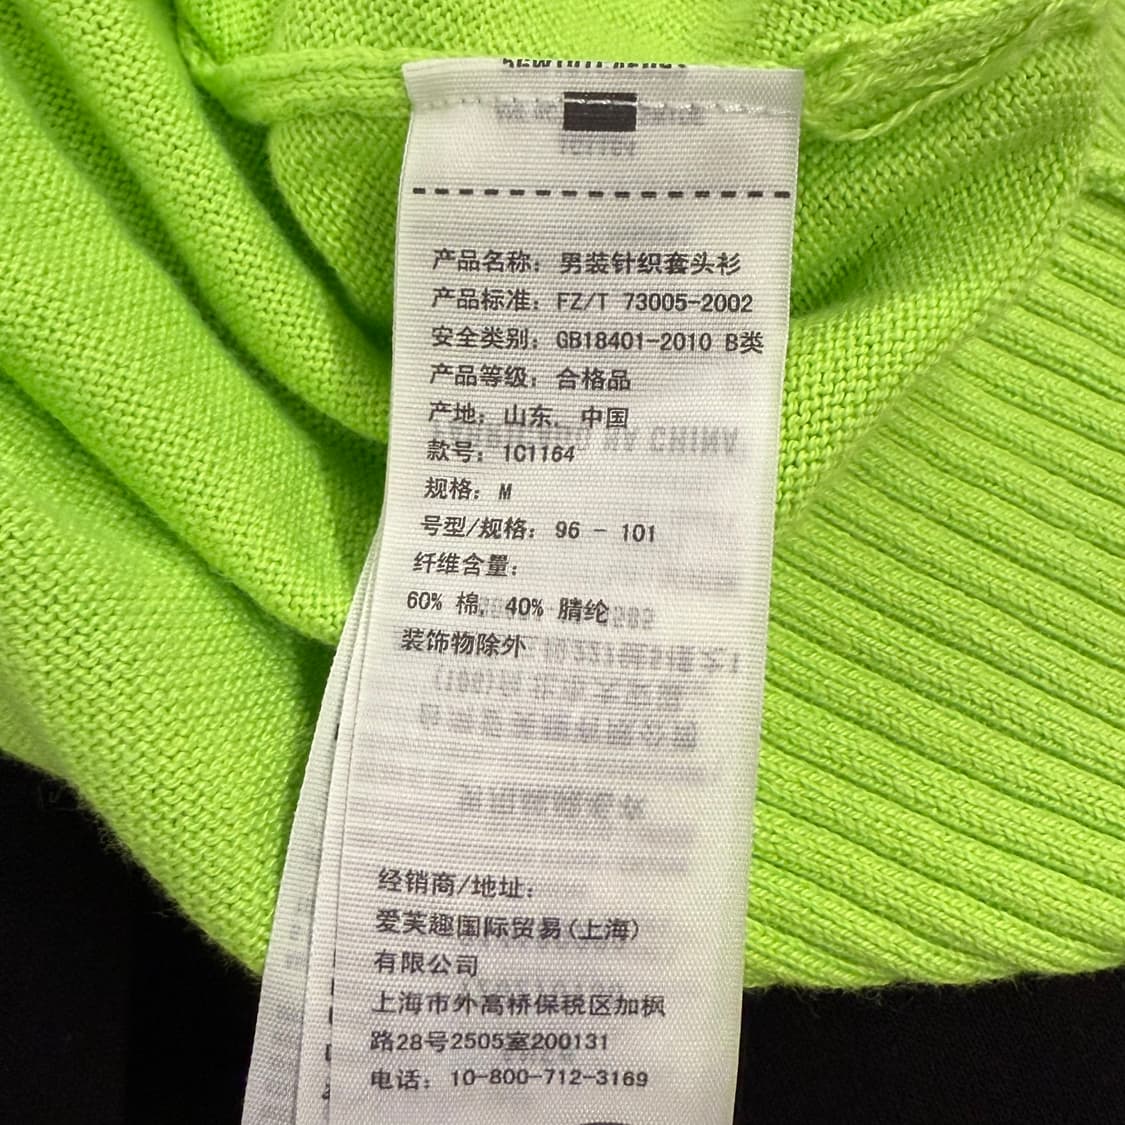 产品名称：男装针织套头衫
产品标准：FZ/T 73005-2002
安全类别：GB18401-2010 B类
产品等级：合格品
产地：山东，中国
款号：1C1164
规格：M
号型/规格：96 - 101
纤维含量：
60% 棉，40% 腈纶
装饰物除外
经销商/地址：
爱芙趣国际贸易(上海)
有限公司
上海市外高桥保税区加枫
路28号2505室200131
电话：10-800-712-3169